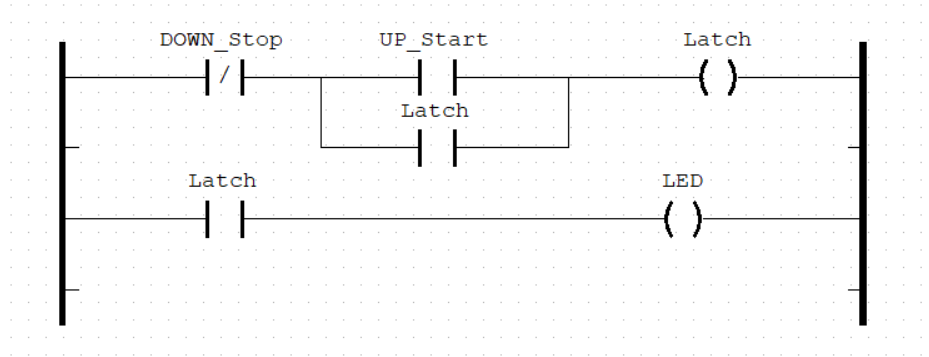 DOWN_Stop UP_Start Latch
/
Latch
Latch LED